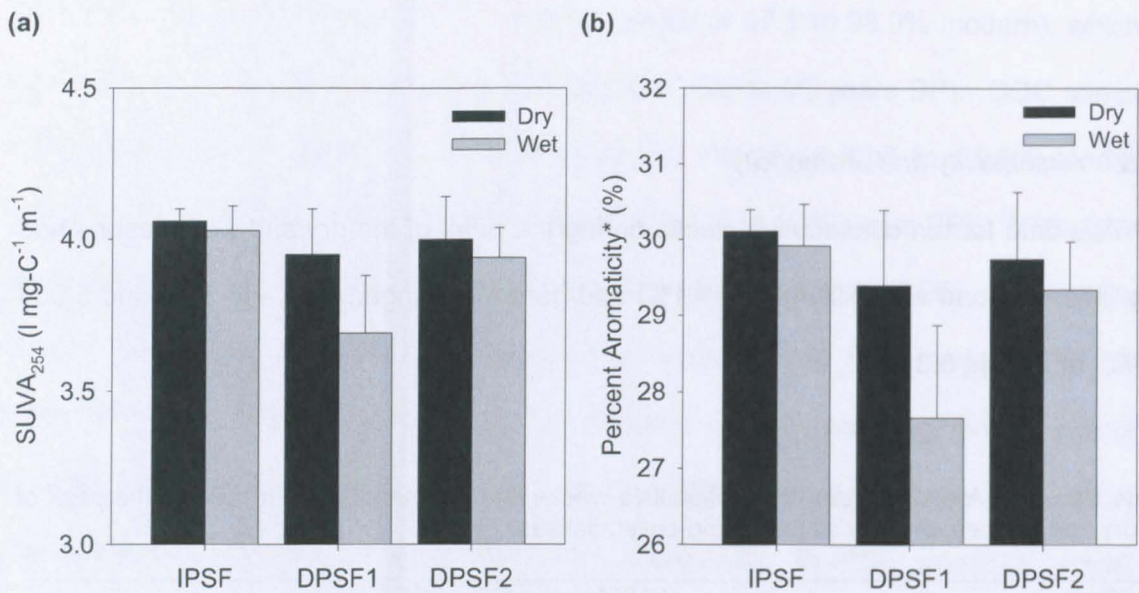 (a)
(b)
4.5
4.0
3.5
3.0
SUVA₂₅₄ (l mg-C⁻¹ m⁻¹)
Dry
Wet
IPSF
DPSF1
DPSF2
32
31
30
29
28
27
26
Percent Aromaticity* (%)
Dry
Wet
IPSF
DPSF1
DPSF2